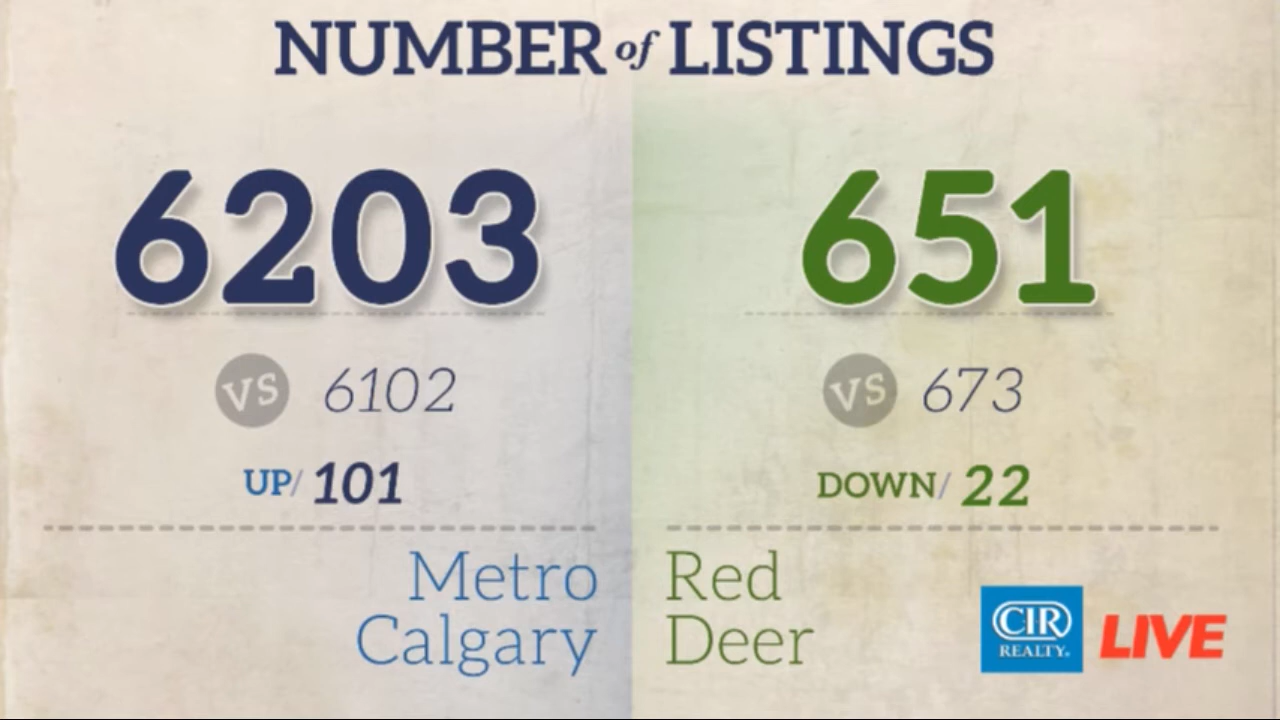 NUMBER of LISTINGS
6203
VS 6102
UP/ 101
Metro
Calgary
651
VS 673
DOWN/ 22
Red
Deer
CIR
REALTY®
LIVE